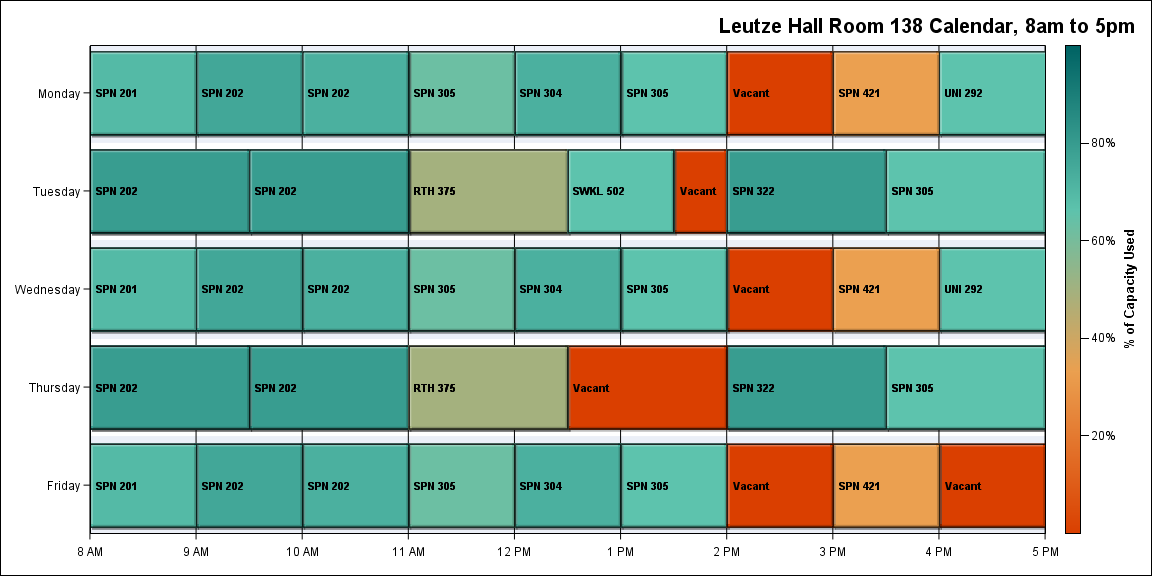 Leutze Hall Room 138 Calendar, 8am to 5pm
Monday
SPN 201
SPN 202
SPN 202
SPN 305
SPN 304
SPN 305
Vacant
SPN 421
UNI 292
Tuesday
SPN 202
SPN 202
RTH 375
SWKL 502
Vacant
SPN 322
SPN 305
Wednesday
SPN 201
SPN 202
SPN 202
SPN 305
SPN 304
SPN 305
Vacant
SPN 421
UNI 292
Thursday
SPN 202
SPN 202
RTH 375
Vacant
SPN 322
SPN 305
Friday
SPN 201
SPN 202
SPN 202
SPN 305
SPN 304
SPN 305
Vacant
SPN 421
Vacant
8 AM
9 AM
10 AM
11 AM
12 PM
1 PM
2 PM
3 PM
4 PM
5 PM
80%
60%
40%
20%
% of Capacity Used